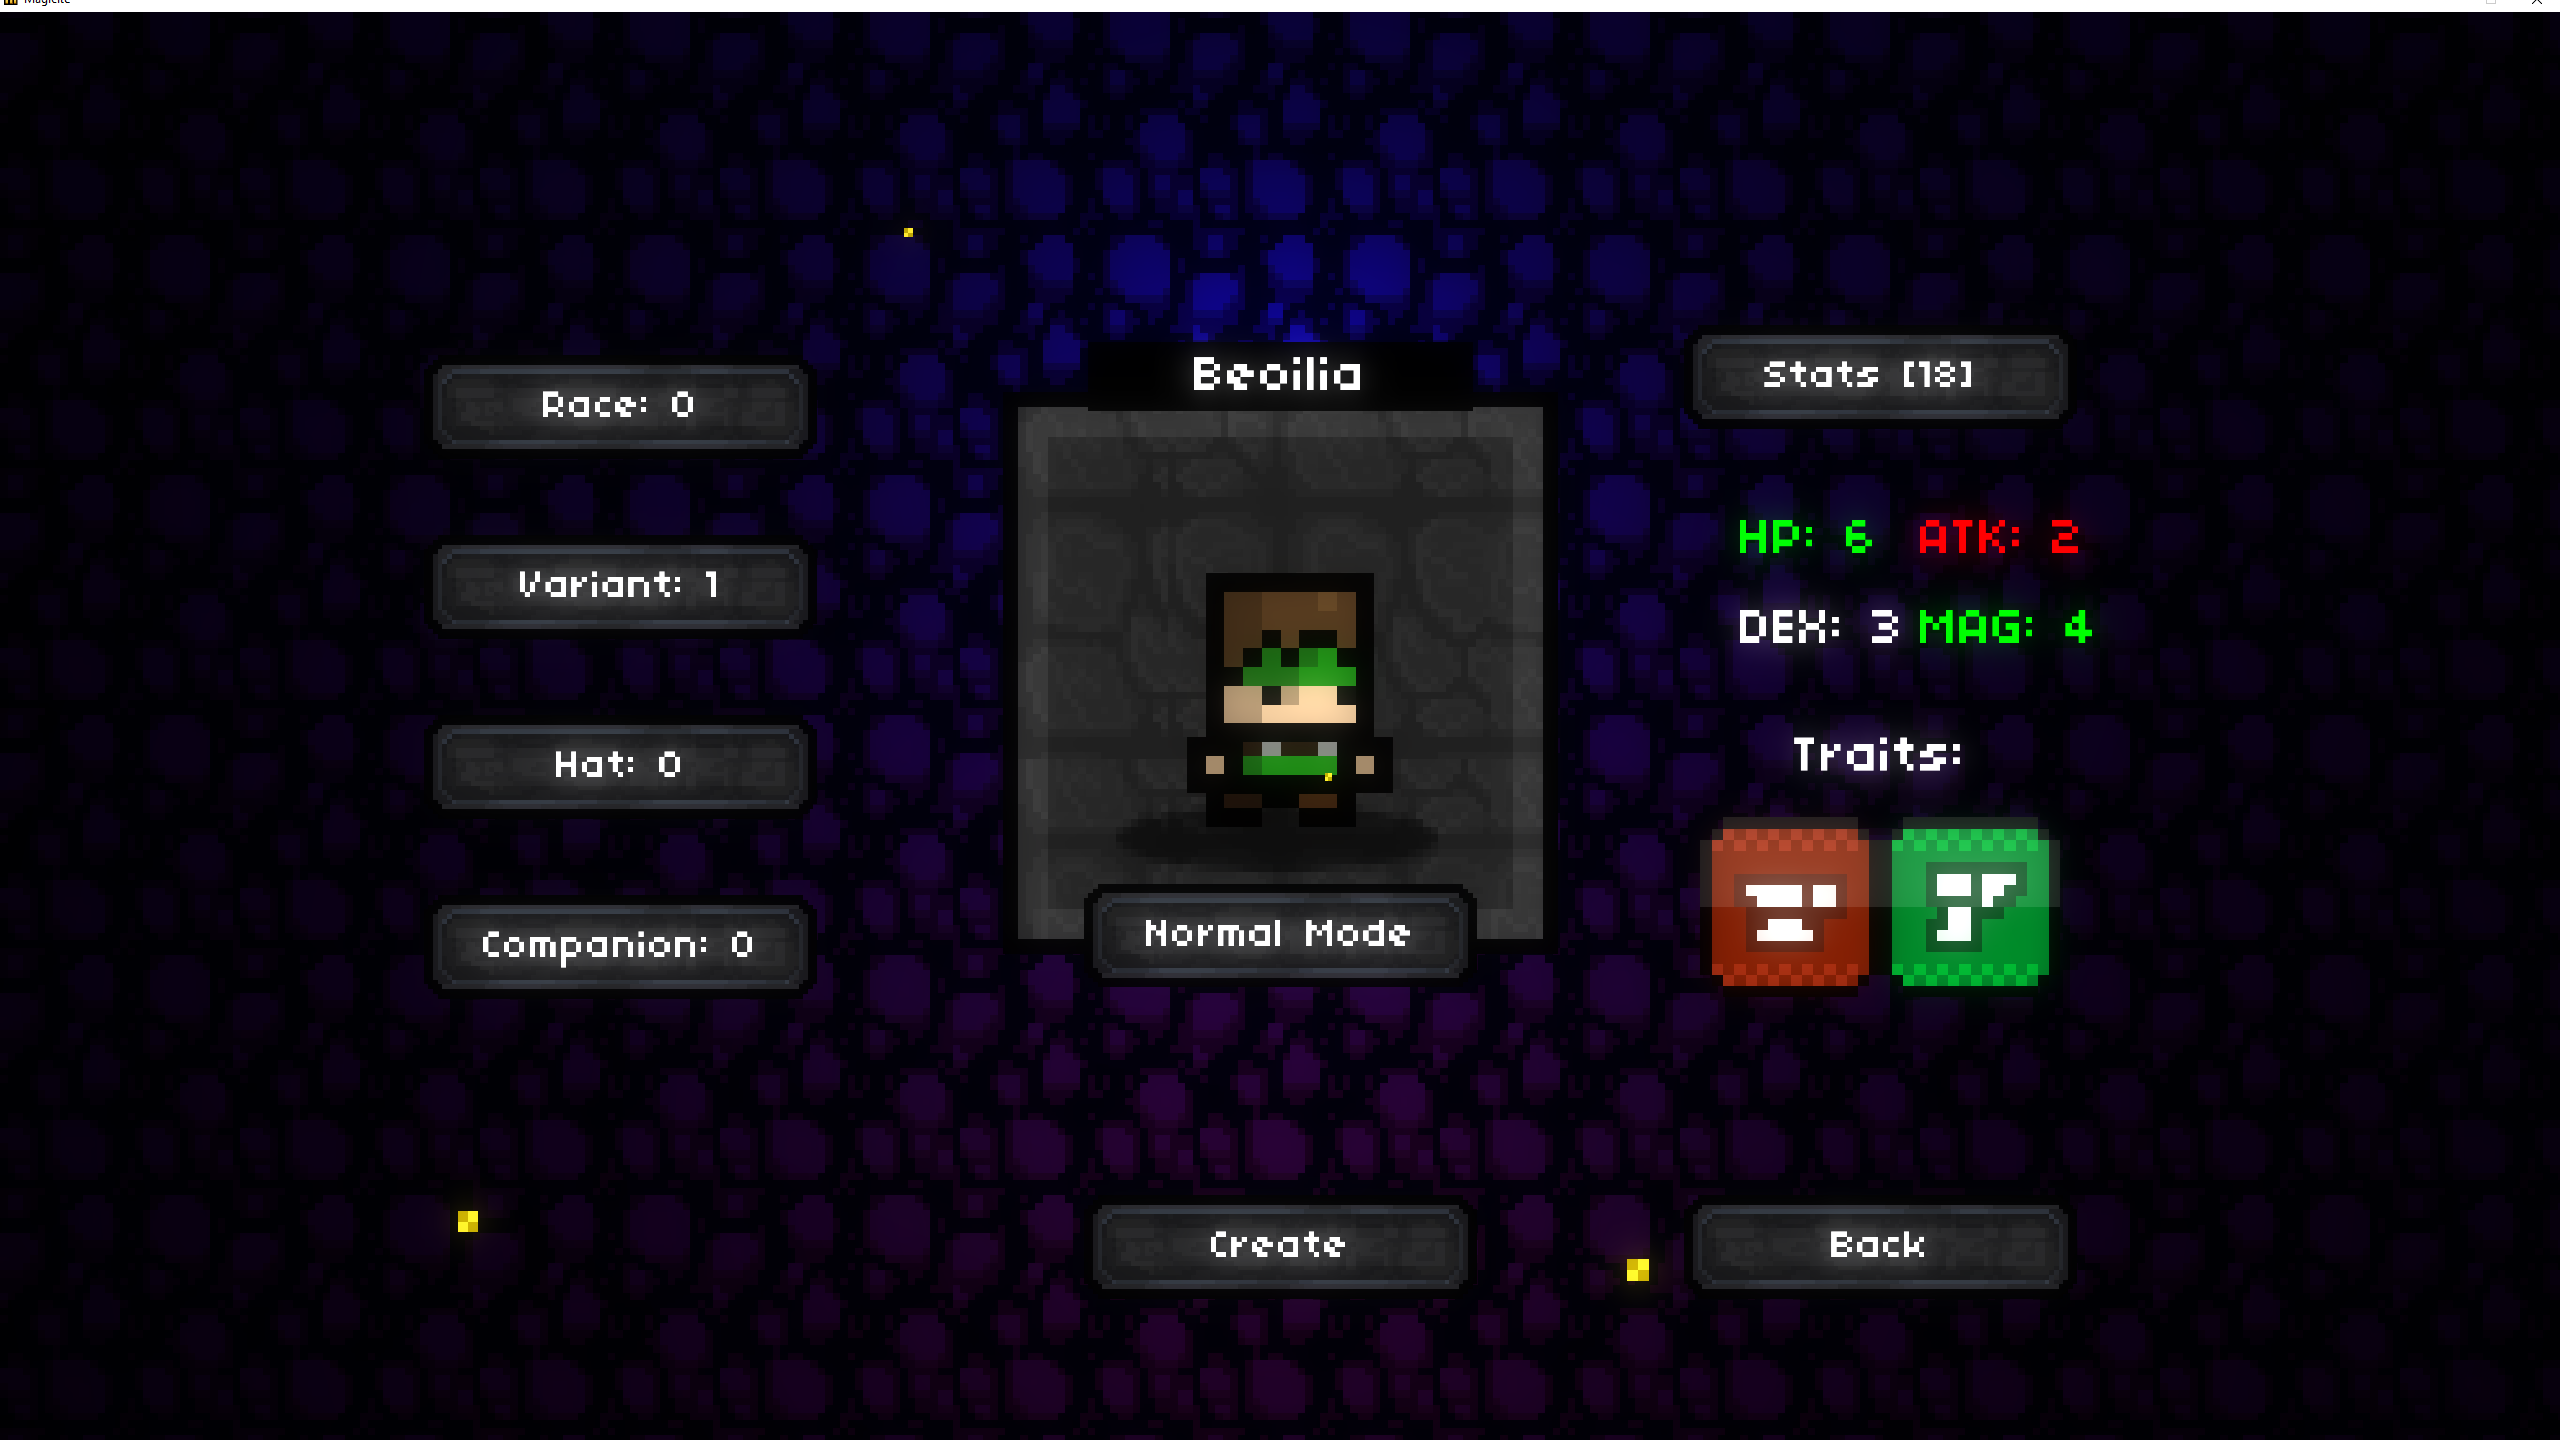 Magicite
Beoilia
Race: 0
Variant: 1
Hat: 0
Companion: 0
Normal Mode
Create
Stats [18]
HP: 6 ATK: 2
DEX: 3 MAG: 4
Traits:
Back